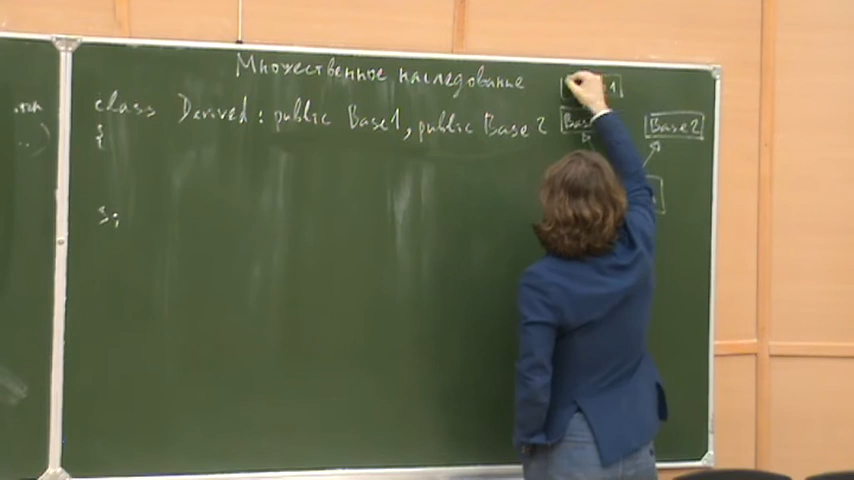 Множественное наследование
class Derived : public Base1, public Base2
{
};
Base2